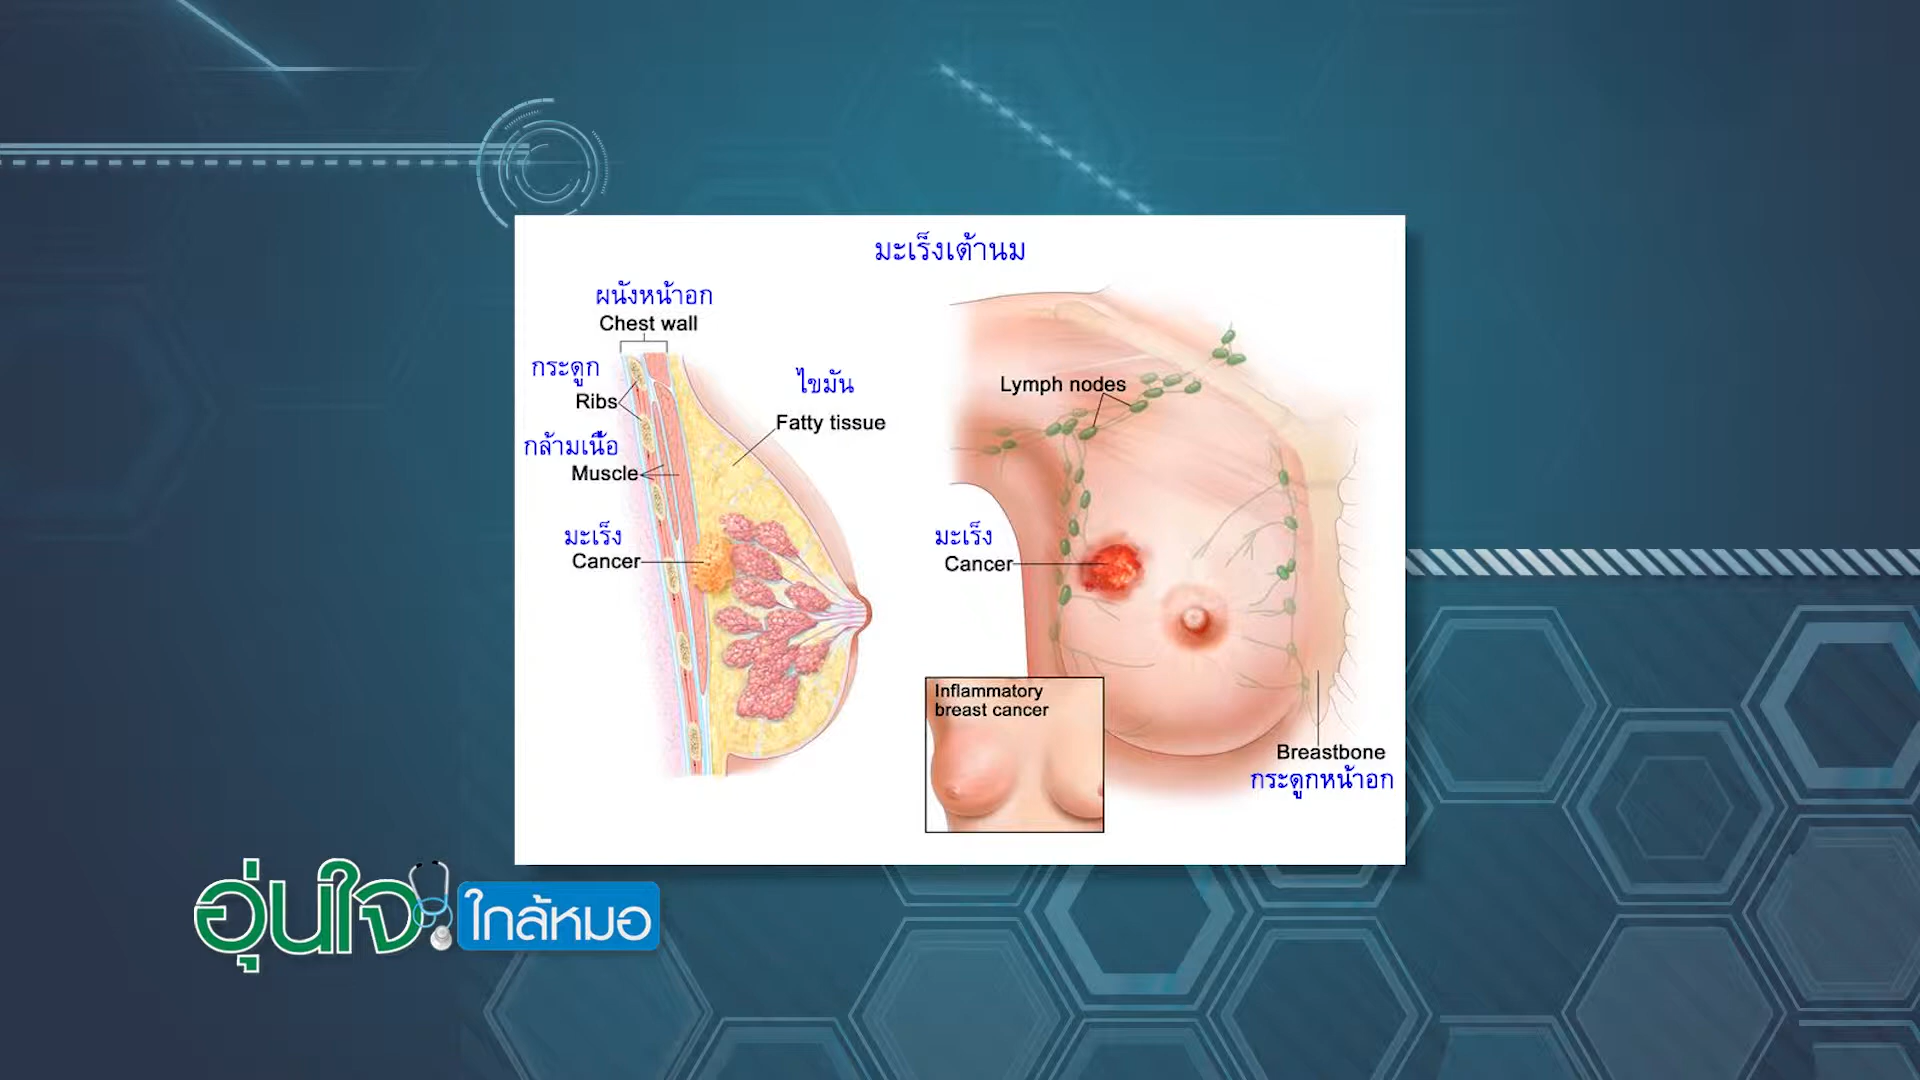 มะเร็งเต้านม
ผนังหน้าอก
Chest wall
กระดูก
Ribs
กล้ามเนื้อ
Muscle
มะเร็ง
Cancer
ไขมัน
Fatty tissue
Lymph nodes
มะเร็ง
Cancer
Inflammatory
breast cancer
Breastbone
กระดูกหน้าอก
อุ่นใจ ใกล้หมอ